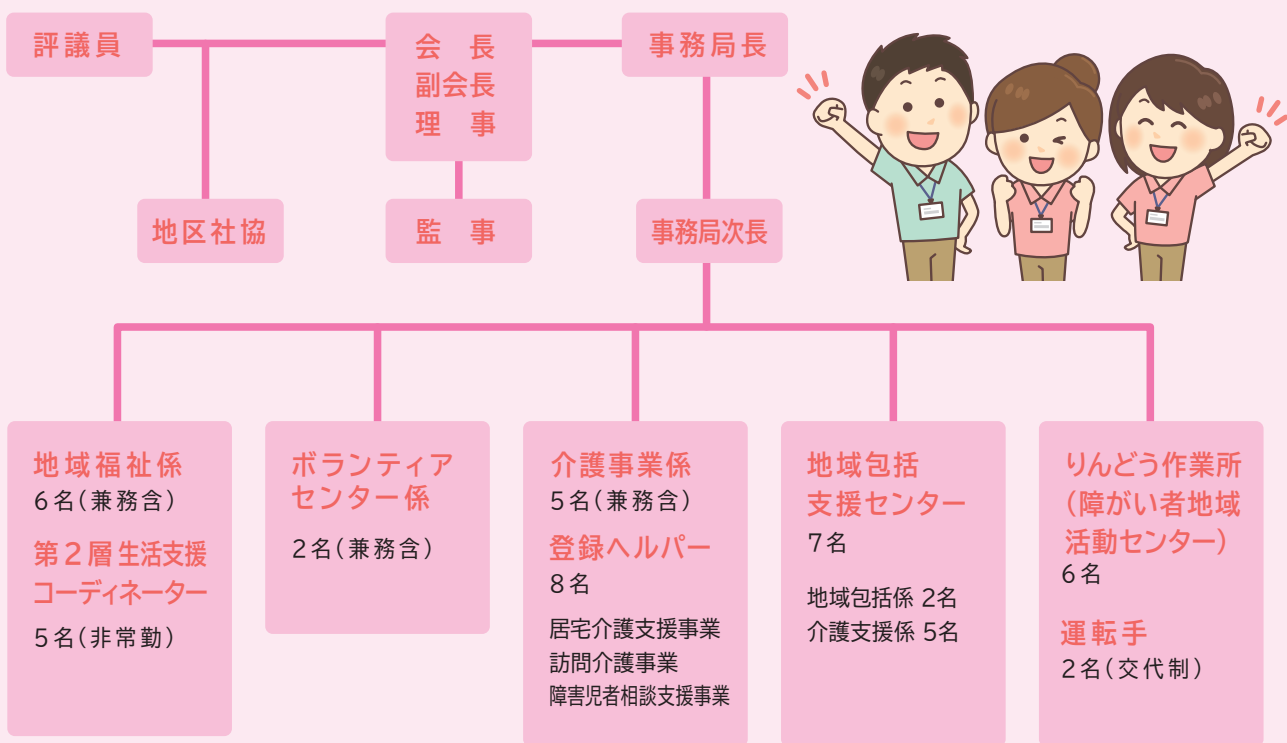 評議員
会　長
副会長
理　事
事務局長
地区社協
監　事
事務局次長
地域福祉係
6名(兼務含)
第2層 生活支援
コーディネーター
5名(非常勤)
ボランティア
センター係
2名(兼務含)
介護事業係
5名(兼務含)
登録ヘルパー
8名
居宅介護支援事業
訪問介護事業
障害児者相談支援事業
地域包括
支援センター
7名
地域包括係 2名
介護支援係 5名
りんどう作業所
(障がい者地域
活動センター)
6名
運転手
2名(交代制)